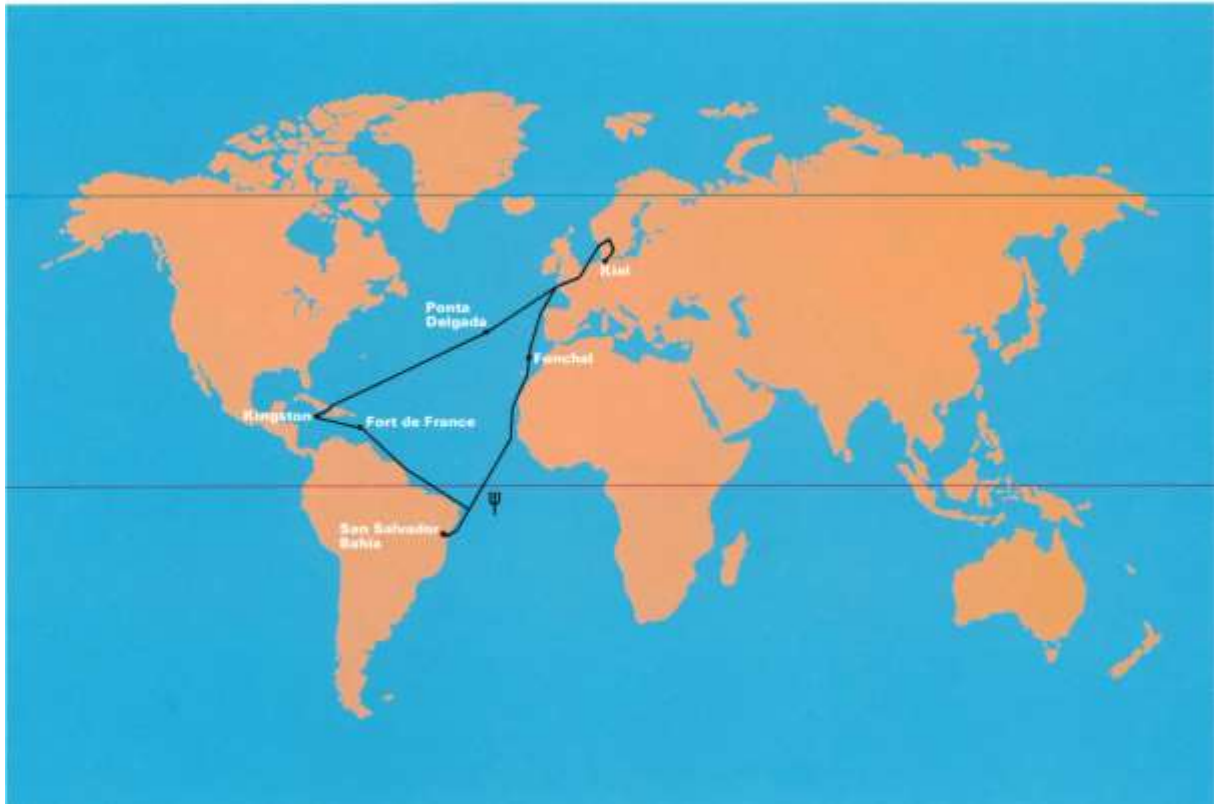 Kiel
Ponta
Delgada
Funchal
Kingston
Fort de France
San Salvador
Bahia